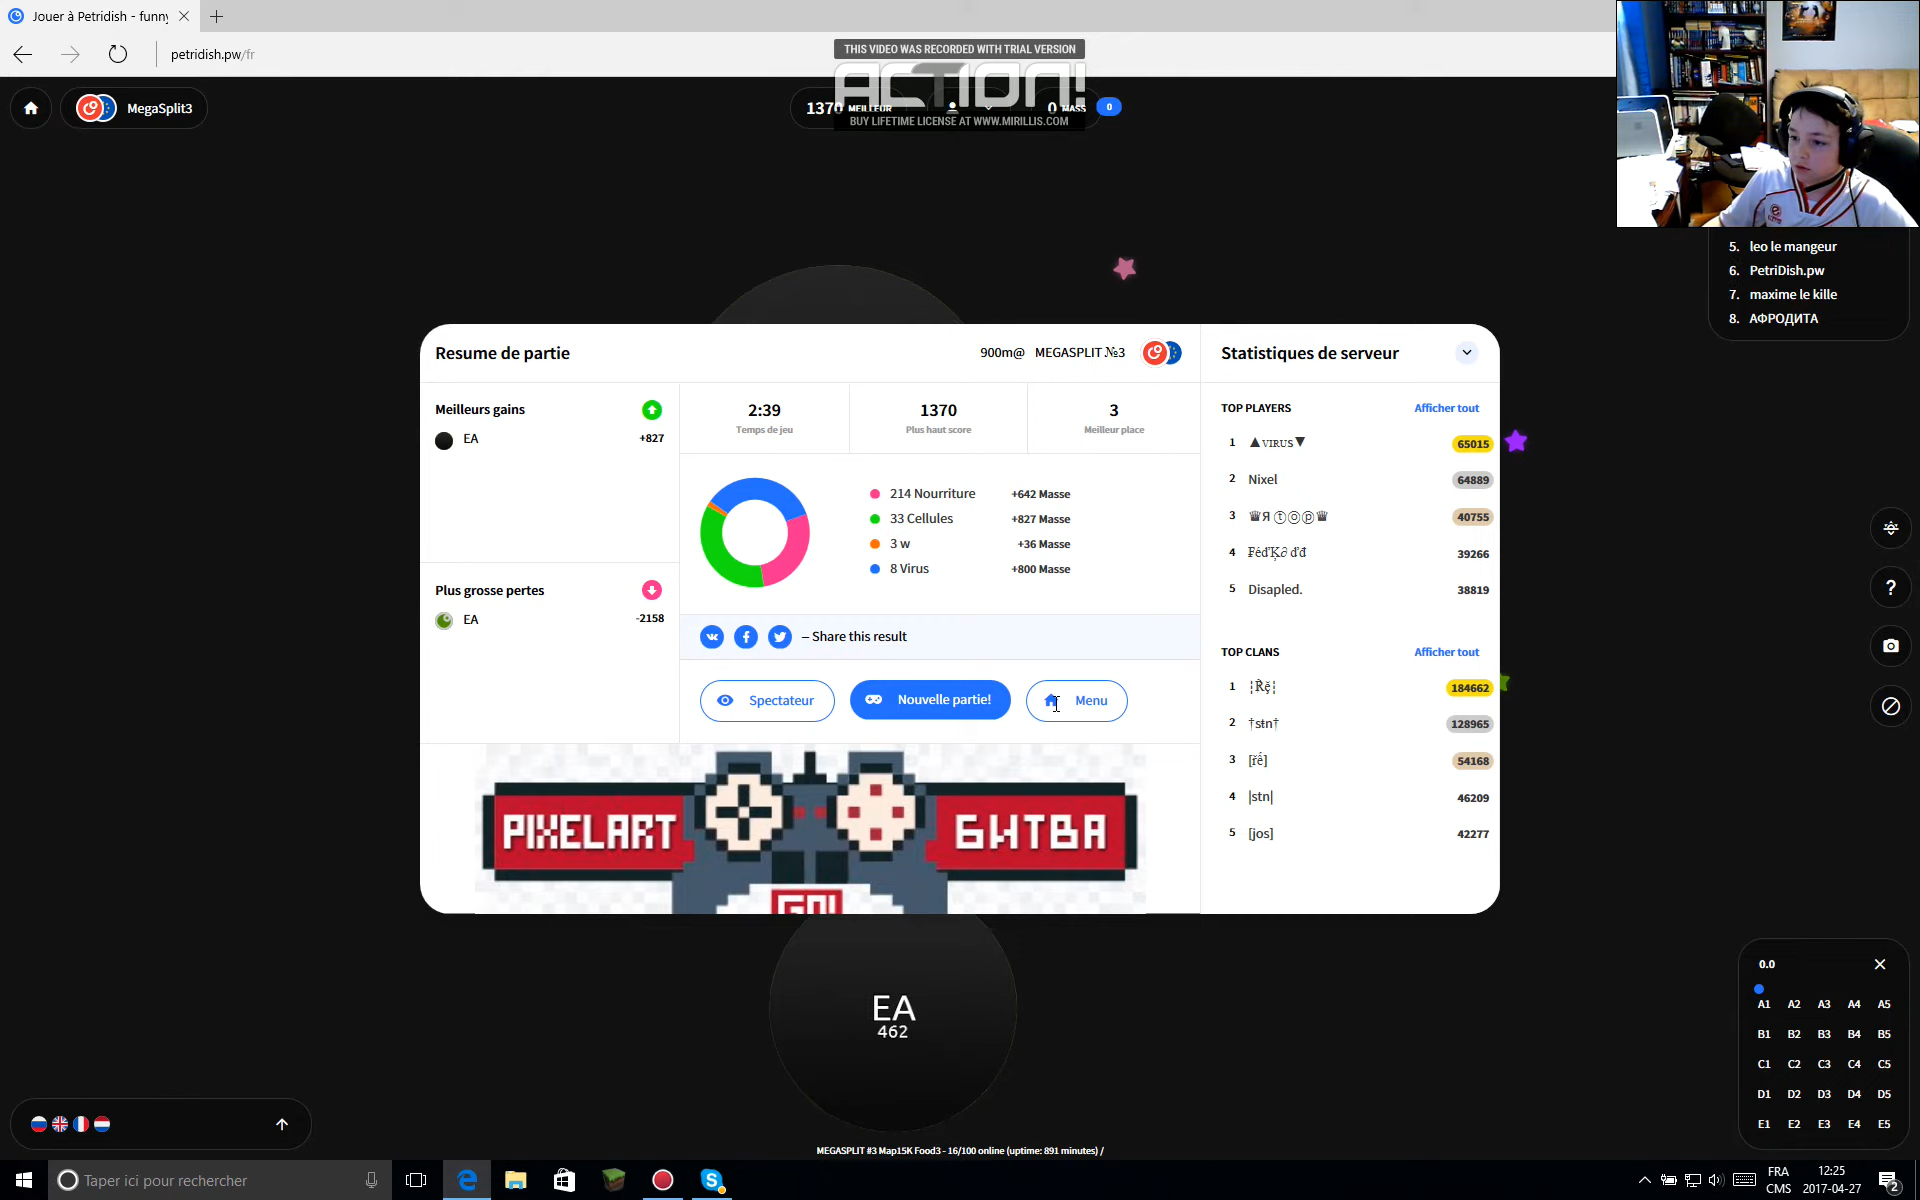 Jouer à Petridish - funny
petridish.pw/fr
THIS VIDEO WAS RECORDED WITH TRIAL VERSION
ACTION!
BUY LIFETIME LICENSE AT WWW.MIRILLIS.COM
MegaSplit3
1370 MEILLEUR
0 MASS
0
5. leo le mangeur
6. PetriDish.pw
7. maxime le kille
8. АФРОДИТА
Resume de partie
900m@ MEGASPLIT №3
Meilleurs gains
EA +827
Plus grosse pertes
EA -2158
2:39
Temps de jeu
1370
Plus haut score
3
Meilleur place
214 Nourriture +642 Masse
33 Cellules +827 Masse
3 w +36 Masse
8 Virus +800 Masse
– Share this result
Spectateur
Nouvelle partie!
Menu
PIXELART БИТВА
GO!
Statistiques de serveur
TOP PLAYERS Afficher tout
1 ▲VIRUS▼ 65015
2 Nixel 64889
3 ♛Я ⓣⓞⓟ♛ 40755
4 39266
5 Disapled. 38819
TOP CLANS Afficher tout
1 184662
2 †stn† 128965
3 54168
4 |stn| 46209
5 [jos] 42277
EA
462
0.0
A1 A2 A3 A4 A5
B1 B2 B3 B4 B5
C1 C2 C3 C4 C5
D1 D2 D3 D4 D5
E1 E2 E3 E4 E5
MEGASPLIT #3 Map15K Food3 - 16/100 online (uptime: 891 minutes) /
Taper ici pour rechercher
FRA
CMS
12:25
2017-04-27
2